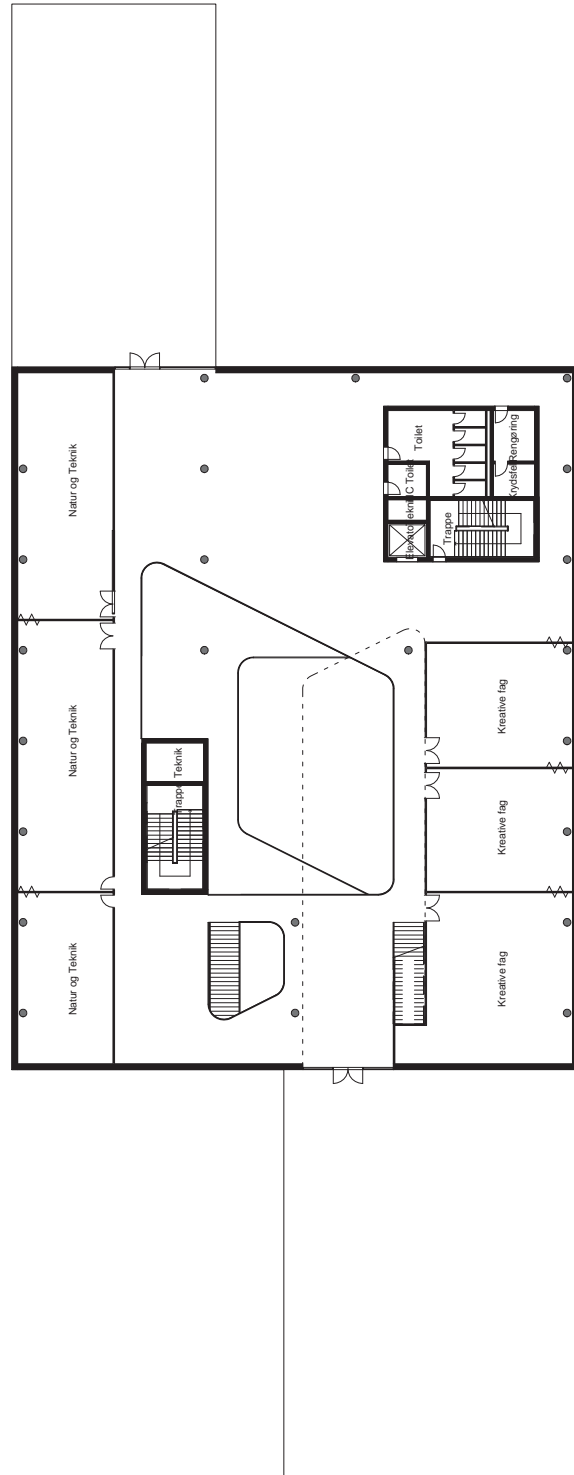 Natur og Teknik
Natur og Teknik
Natur og Teknik
Toilet
Rengøring
Toilet
Trappe
Kreative fag
Kreative fag
Kreative fag
Teknik
Trappe